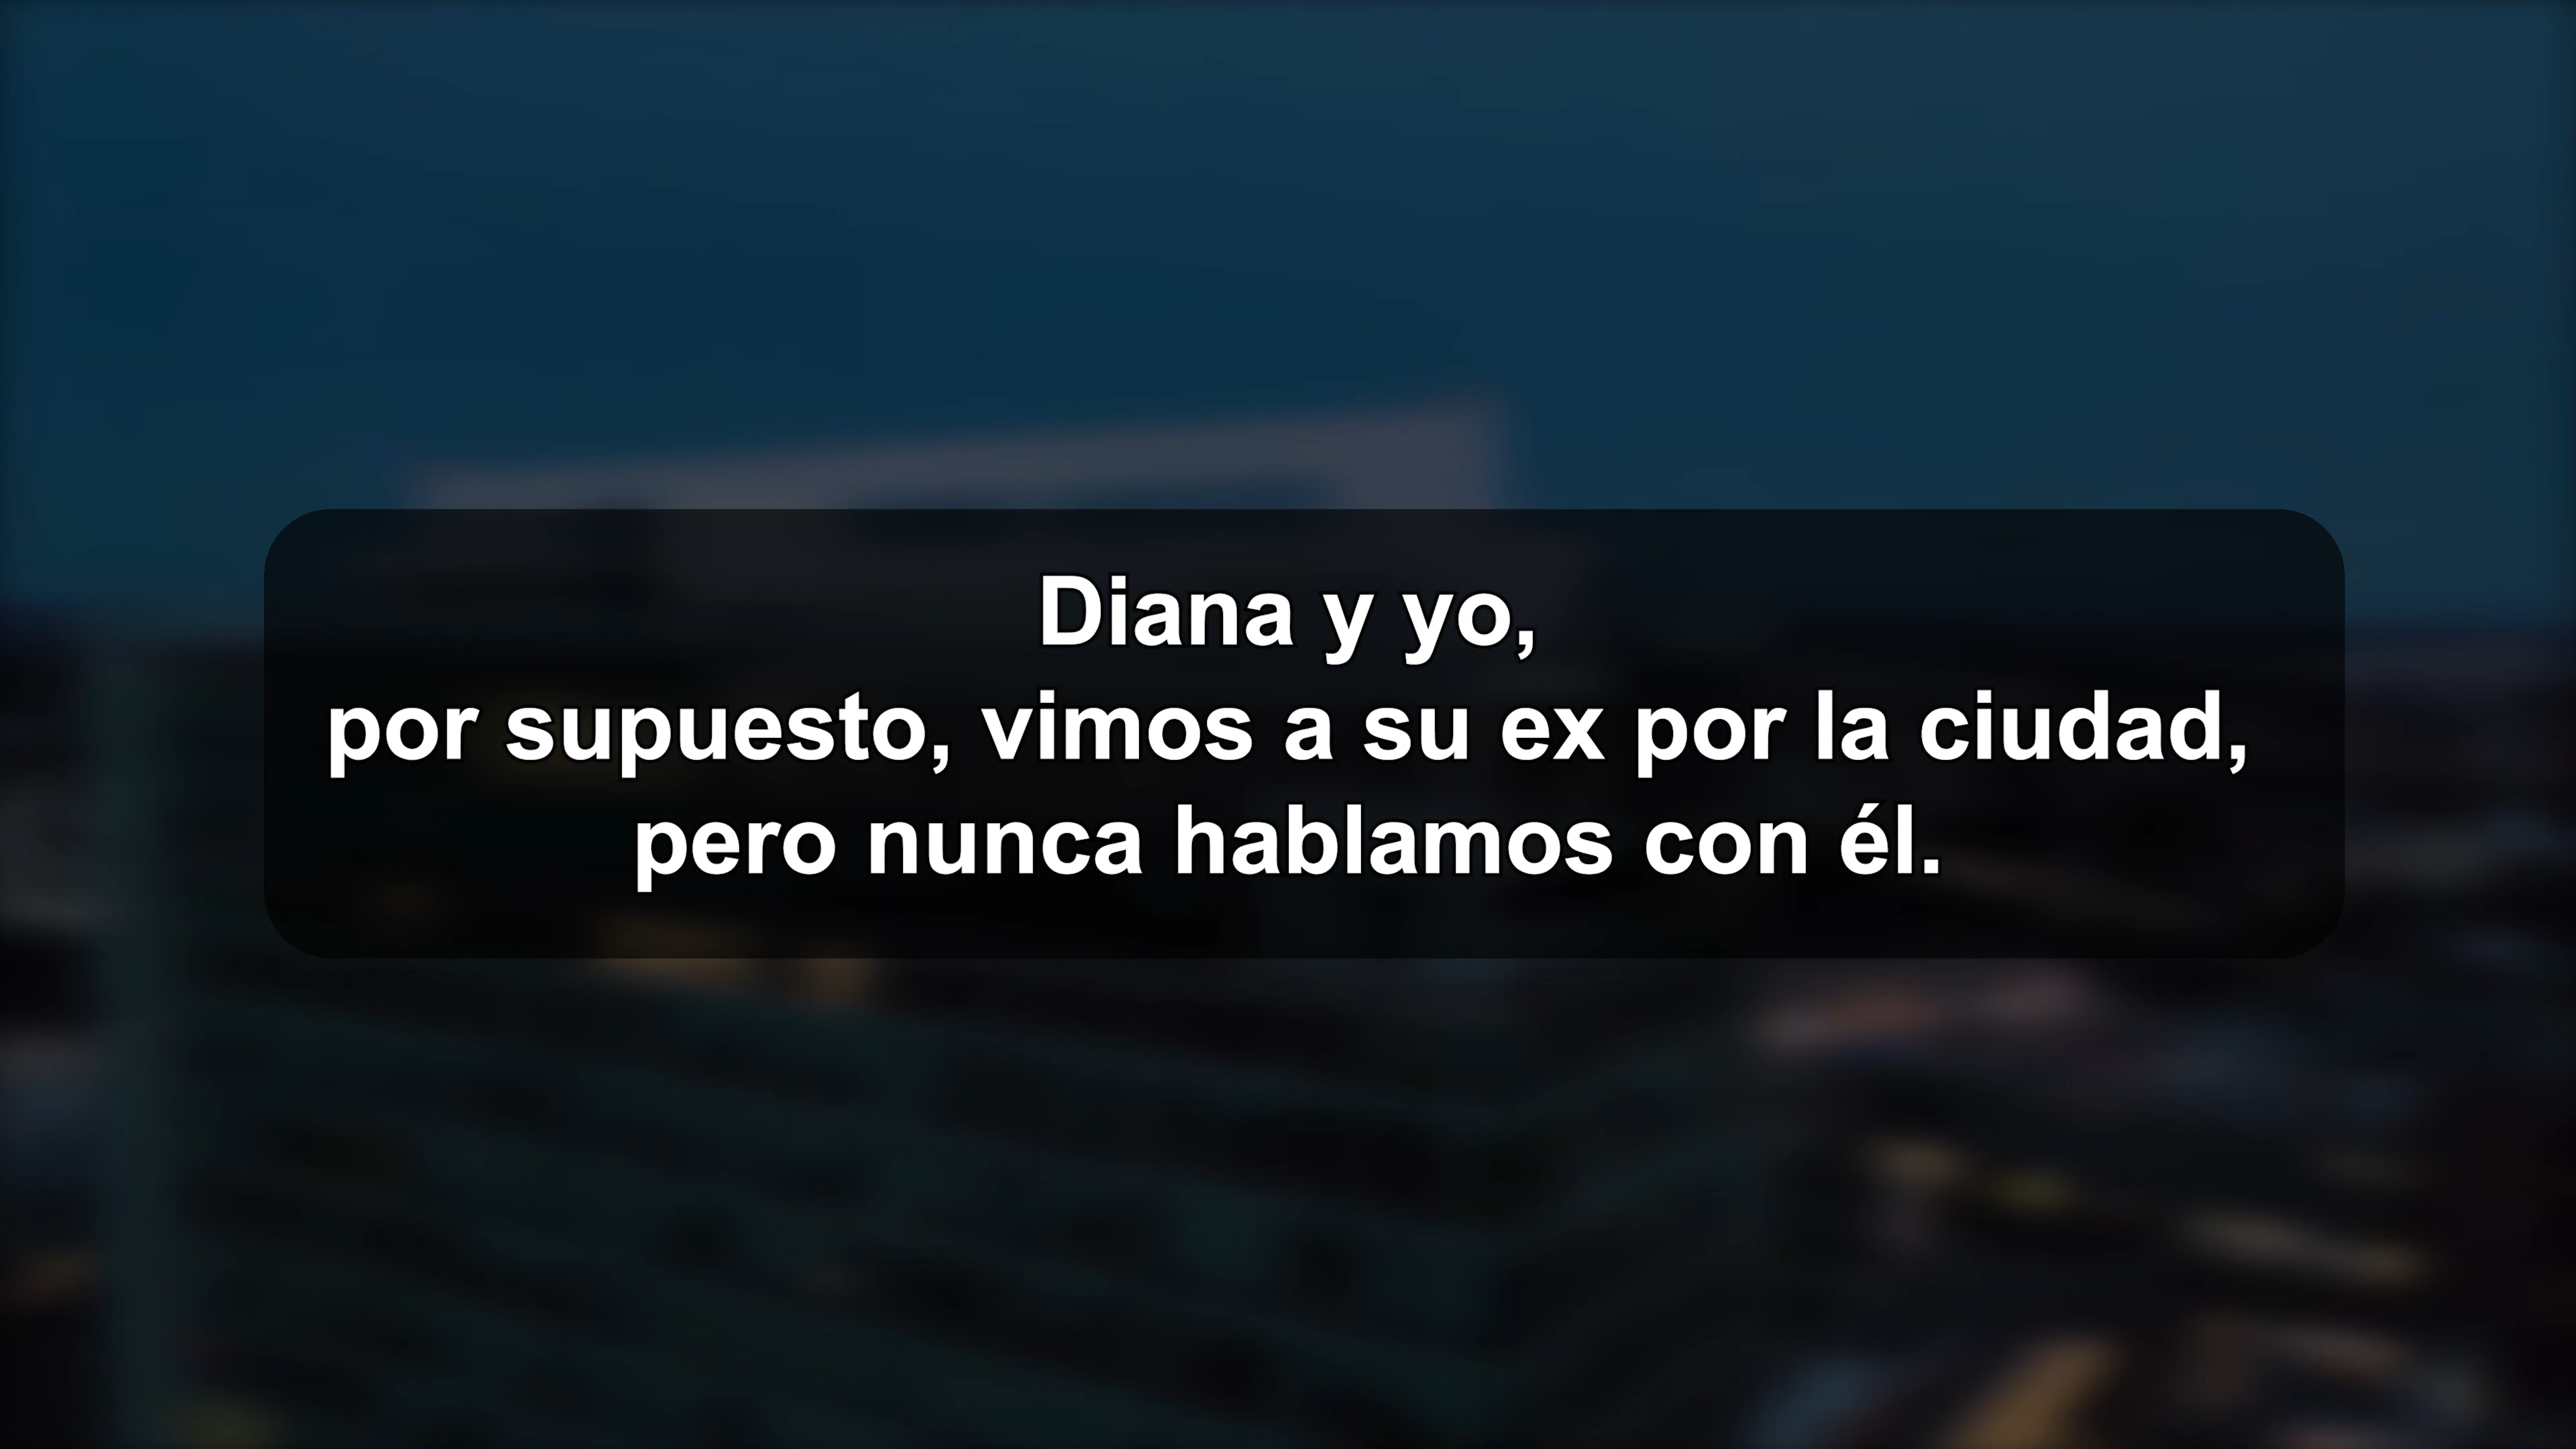 Diana y yo,
por supuesto, vimos a su ex por la ciudad,
pero nunca hablamos con él.